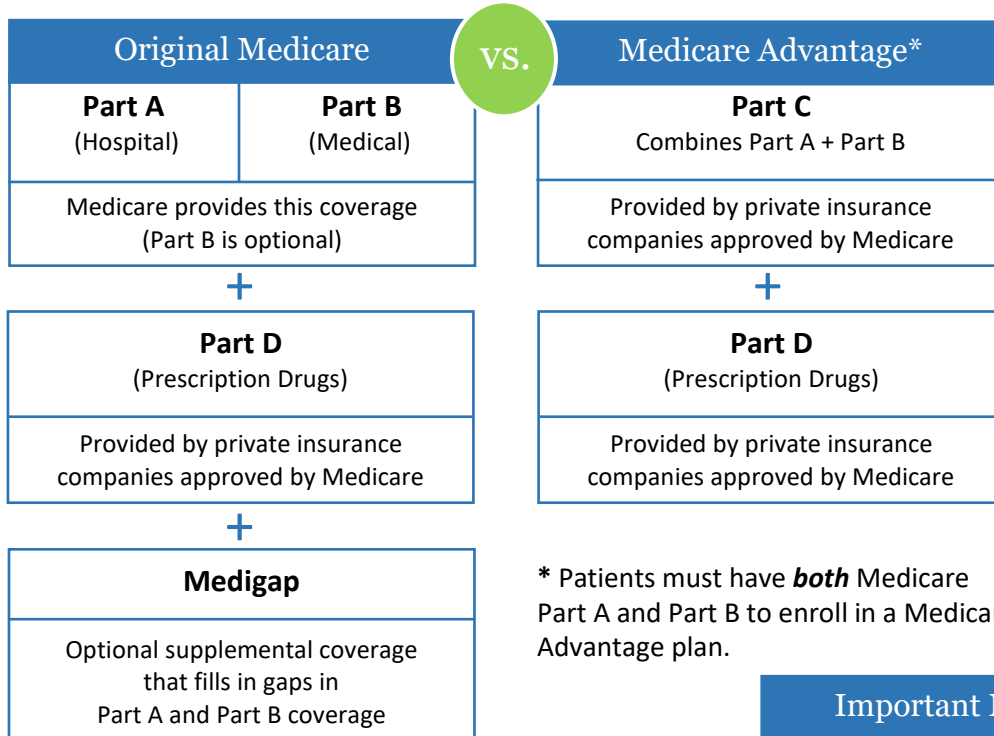 Original Medicare
vs.
Medicare Advantage*
Part A
(Hospital)
Part B
(Medical)
Medicare provides this coverage
(Part B is optional)
+
Part D
(Prescription Drugs)
Provided by private insurance
companies approved by Medicare
+
Medigap
Optional supplemental coverage
that fills in gaps in
Part A and Part B coverage
Part C
Combines Part A + Part B
Provided by private insurance
companies approved by Medicare
+
Part D
(Prescription Drugs)
Provided by private insurance
companies approved by Medicare
* Patients must have both Medicare
Part A and Part B to enroll in a Medica
Advantage plan.
Important